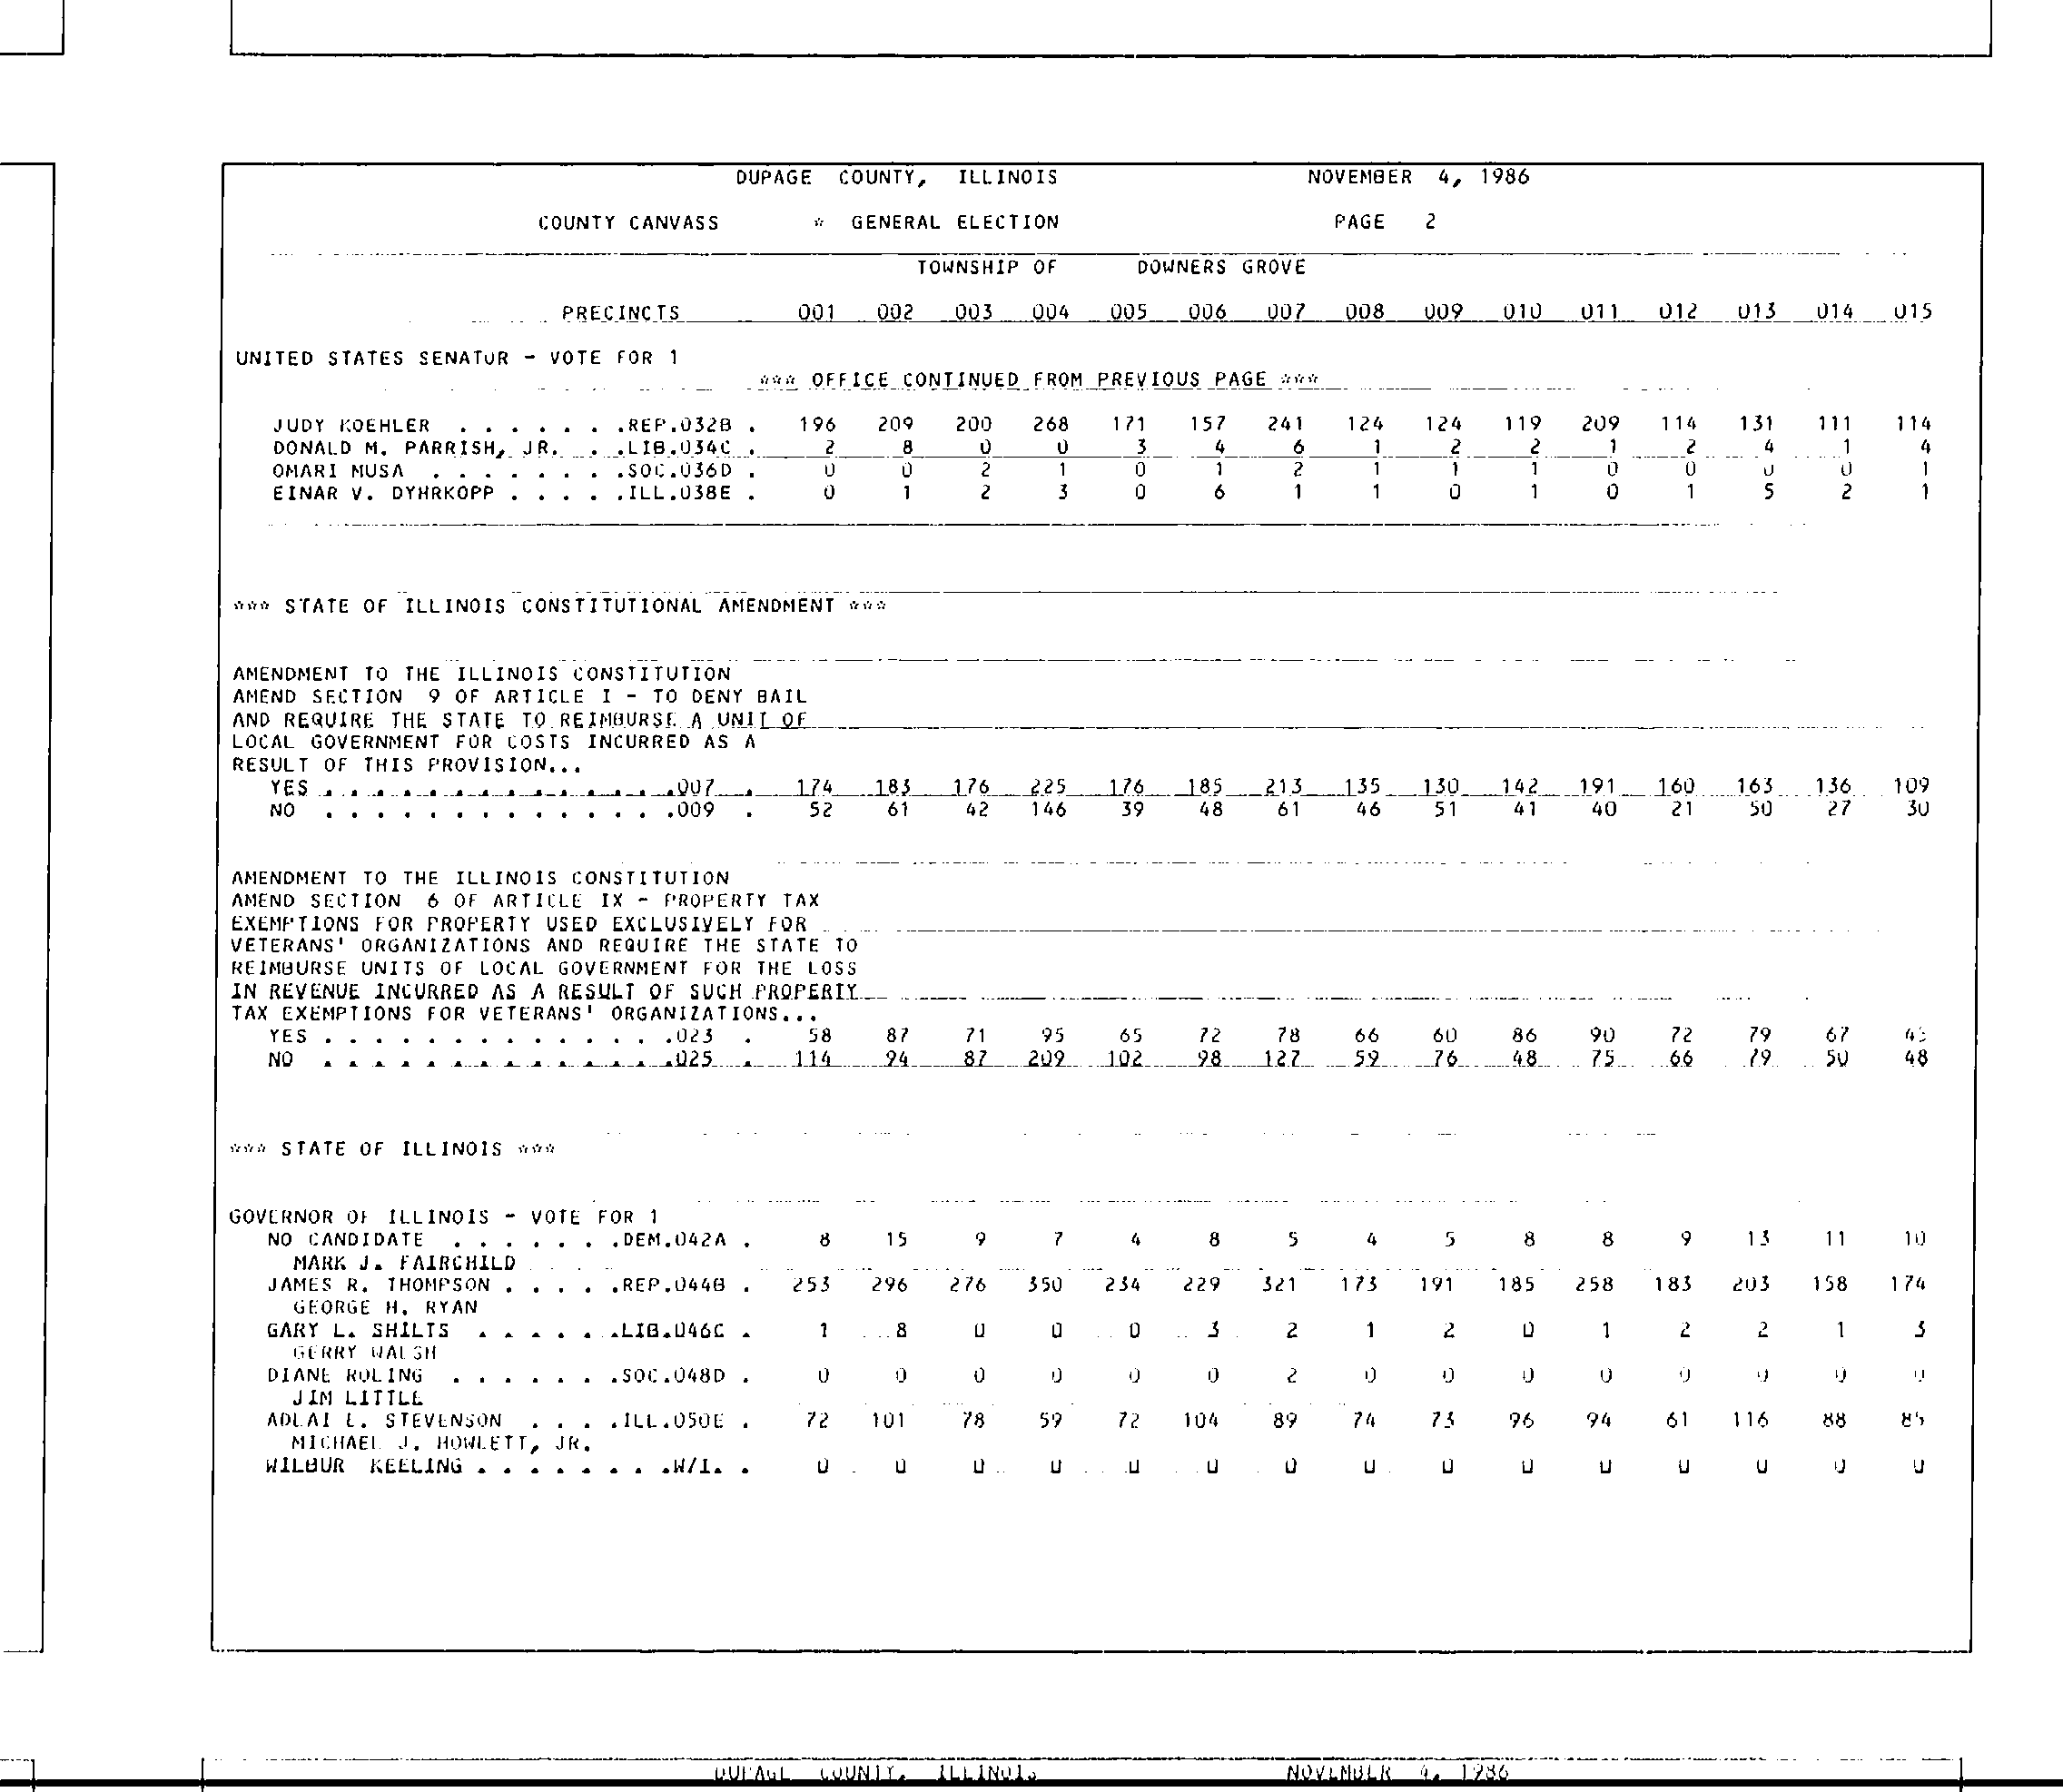 DUPAGE COUNTY, ILLINOIS NOVEMBER 4, 1986
COUNTY CANVASS * GENERAL ELECTION PAGE 2
TOWNSHIP OF DOWNERS GROVE
PRECINCTS 001 002 003 004 005 006 007 008 009 010 011 012 013 014 015
UNITED STATES SENATOR - VOTE FOR 1
*** OFFICE CONTINUED FROM PREVIOUS PAGE ***
JUDY KOEHLER . . . . . . .REP.032B . 196 209 200 268 171 157 241 124 124 119 209 114 131 111 114
DONALD M. PARRISH, JR. . .LIB.034C . 2 8 0 0 3 4 6 1 2 2 1 2 4 1 4
OMARI MUSA . . . . . . . .SOC.036D . 0 0 2 1 0 1 2 1 1 1 0 0 0 0 1
EINAR V. DYHRKOPP . . . . .ILL.038E . 0 1 2 3 0 6 1 1 0 1 0 1 5 2 1
*** STATE OF ILLINOIS CONSTITUTIONAL AMENDMENT ***
AMENDMENT TO THE ILLINOIS CONSTITUTION
AMEND SECTION 9 OF ARTICLE I - TO DENY BAIL
AND REQUIRE THE STATE TO REIMBURSE A UNIT OF
LOCAL GOVERNMENT FOR COSTS INCURRED AS A
RESULT OF THIS PROVISION...
YES . . . . . . . . . . . . . .007 . 174 183 176 225 176 185 213 135 130 142 191 160 163 136 109
NO . . . . . . . . . . . . . .009 . 52 61 42 146 39 48 61 46 51 41 40 21 50 27 30
AMENDMENT TO THE ILLINOIS CONSTITUTION
AMEND SECTION 6 OF ARTICLE IX - PROPERTY TAX
EXEMPTIONS FOR PROPERTY USED EXCLUSIVELY FOR
VETERANS' ORGANIZATIONS AND REQUIRE THE STATE TO
REIMBURSE UNITS OF LOCAL GOVERNMENT FOR THE LOSS
IN REVENUE INCURRED AS A RESULT OF SUCH PROPERTY
TAX EXEMPTIONS FOR VETERANS' ORGANIZATIONS...
YES . . . . . . . . . . . . . .023 . 58 87 71 95 65 72 78 66 60 86 90 72 79 67
NO . . . . . . . . . . . . . .025 . 114 94 87 209 102 98 127 59 76 48 75 66 79 50 48
*** STATE OF ILLINOIS ***
GOVERNOR OF ILLINOIS - VOTE FOR 1
NO CANDIDATE . . . . . . .DEM.042A . 8 15 9 7 4 8 5 4 5 8 8 9 13 11 10
MARK J. FAIRCHILD
JAMES R. THOMPSON . . . . .REP.044B . 253 296 276 350 234 229 321 173 191 185 258 183 203 158 174
GEORGE H. RYAN
GARY L. SHILTS . . . . . .LIB.046C . 1 8 0 0 0 3 2 1 2 0 1 2 2 1 3
GERRY WALSH
DIANE ROLING . . . . . . .SOC.048D . 0 0 0 0 0 0 2 0 0 0 0 0 0 0 0
JIM LITTLE
ADLAI E. STEVENSON . . . .ILL.050E . 72 101 78 59 72 104 89 74 73 96 94 61 116 88 85
MICHAEL J. HOWLETT, JR.
WILBUR KEELING . . . . . . . .W/I. . 0 0 0 0 0 0 0 0 0 0 0 0 0 0 0
DUPAGE COUNTY, ILLINOIS NOVEMBER 4, 1986